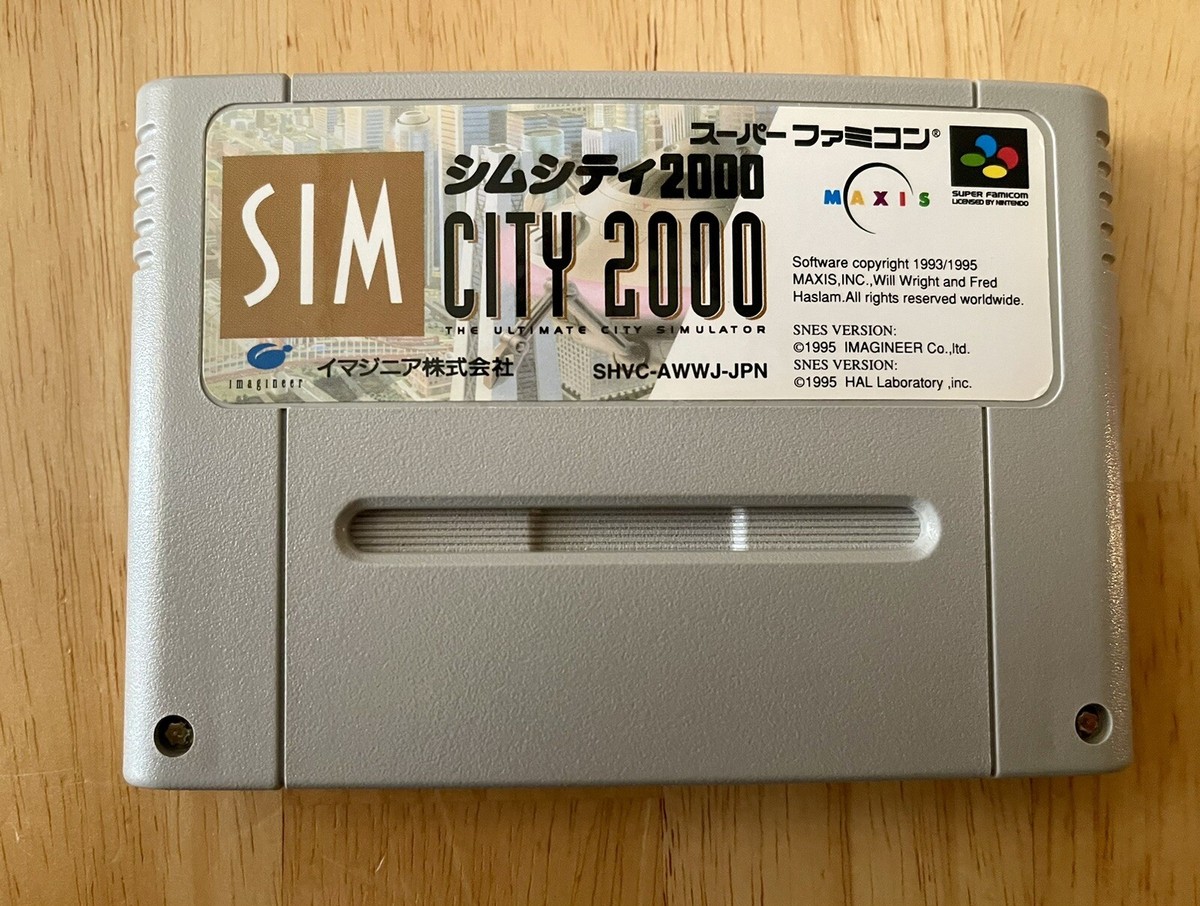 スーパーファミコン®
SIM
シムシティ2000
CITY 2000
THE ULTIMATE CITY SIMULATOR
imagineer
イマジニア株式会社
SHVC-AWWJ-JPN
MAXIS
SUPER FAMICOM
LICENSED BY NINTENDO
Software copyright 1993/1995
MAXIS,INC.,Will Wright and Fred
Haslam.All rights reserved worldwide.
SNES VERSION:
©1995 IMAGINEER Co.,ltd.
SNES VERSION:
©1995 HAL Laboratory ,inc.